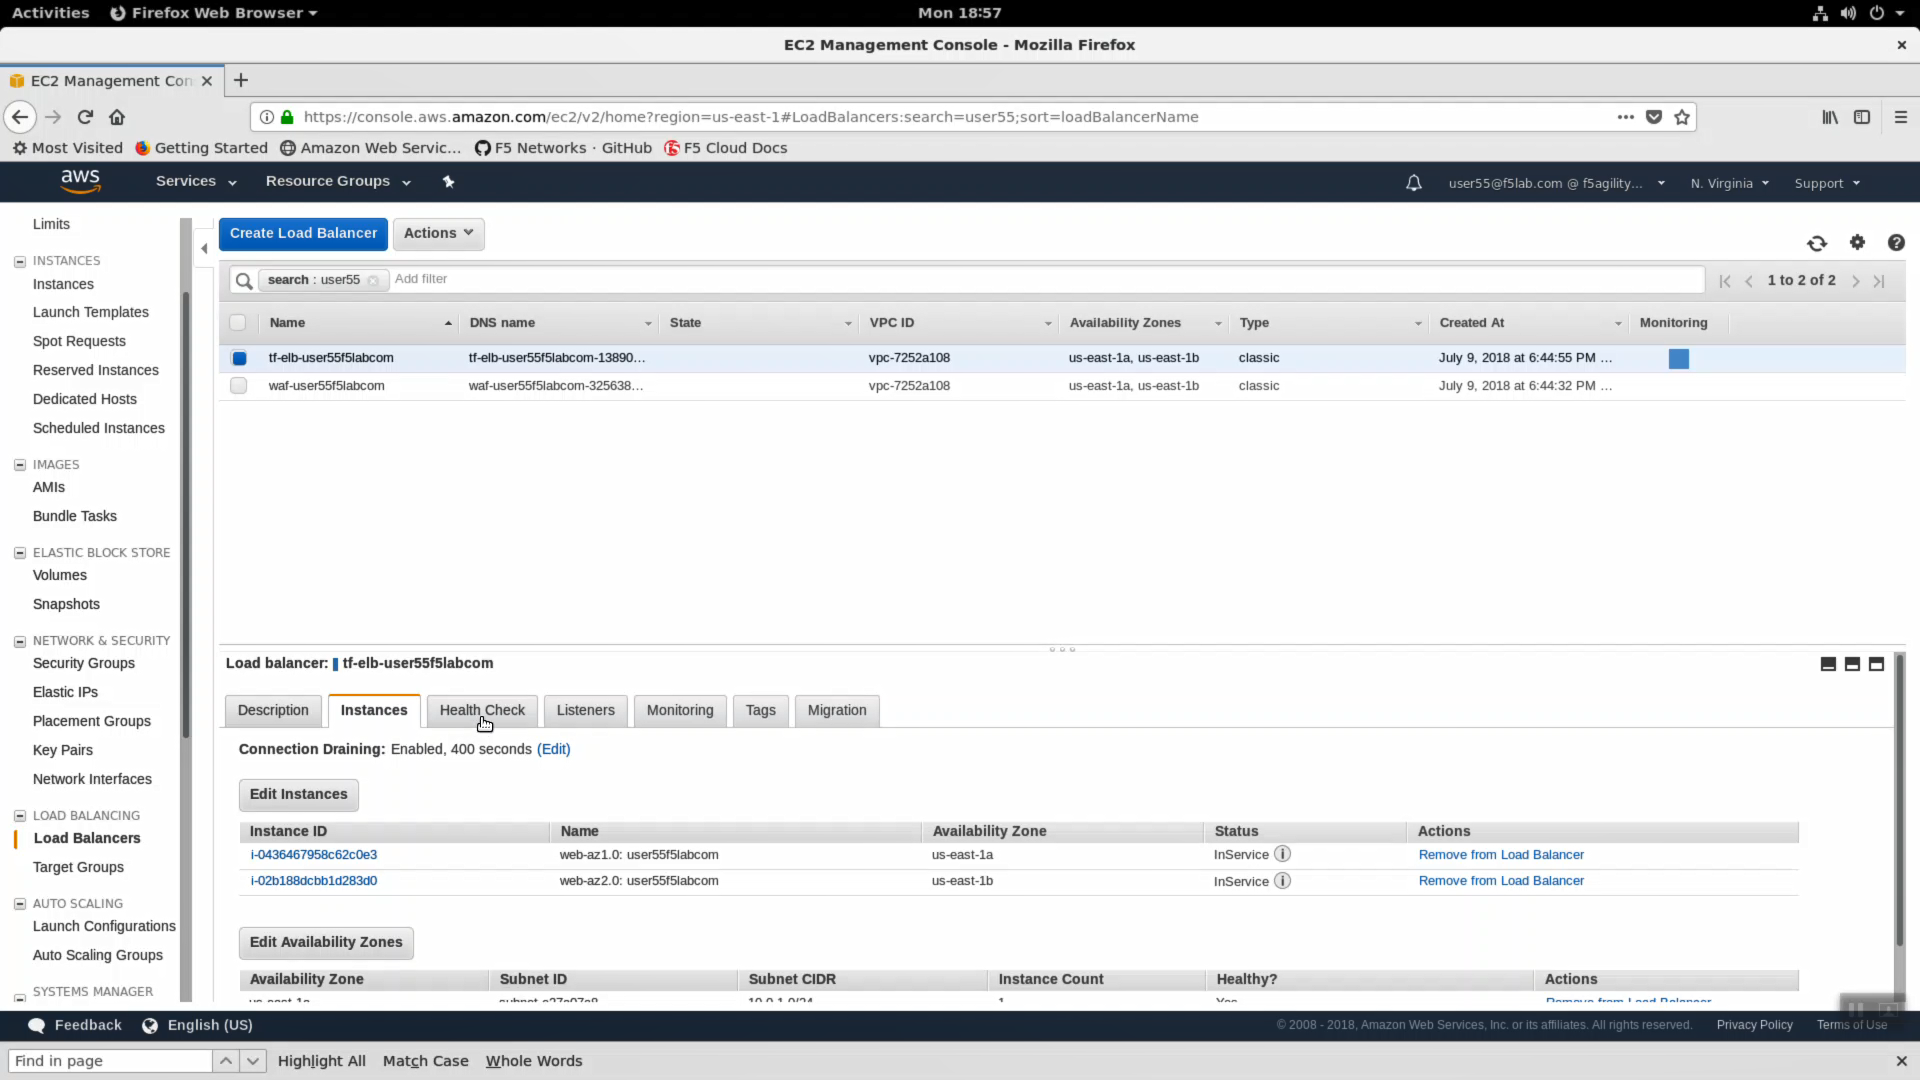 Activities Firefox Web Browser Mon 18:57
EC2 Management Console - Mozilla Firefox
EC2 Management Con
https://console.aws.amazon.com/ec2/v2/home?region=us-east-1#LoadBalancers:search=user55;sort=loadBalancerName
Most Visited Getting Started Amazon Web Servic... F5 Networks · GitHub F5 Cloud Docs
aws Services Resource Groups user55@f5lab.com @ f5agility... N. Virginia Support
Limits
INSTANCES
Instances
Launch Templates
Spot Requests
Reserved Instances
Dedicated Hosts
Scheduled Instances
IMAGES
AMIs
Bundle Tasks
ELASTIC BLOCK STORE
Volumes
Snapshots
NETWORK & SECURITY
Security Groups
Elastic IPs
Placement Groups
Key Pairs
Network Interfaces
LOAD BALANCING
Load Balancers
Target Groups
AUTO SCALING
Launch Configurations
Auto Scaling Groups
SYSTEMS MANAGER
Create Load Balancer Actions
search : user55 Add filter 1 to 2 of 2
Name DNS name State VPC ID Availability Zones Type Created At Monitoring
tf-elb-user55f5labcom tf-elb-user55f5labcom-13890... vpc-7252a108 us-east-1a, us-east-1b classic July 9, 2018 at 6:44:55 PM ...
waf-user55f5labcom waf-user55f5labcom-325638... vpc-7252a108 us-east-1a, us-east-1b classic July 9, 2018 at 6:44:32 PM ...
Load balancer: tf-elb-user55f5labcom
Description Instances Health Check Listeners Monitoring Tags Migration
Connection Draining: Enabled, 400 seconds (Edit)
Edit Instances
Instance ID Name Availability Zone Status Actions
i-0436467958c62c0e3 web-az1.0: user55f5labcom us-east-1a InService Remove from Load Balancer
i-02b188dcbb1d283d0 web-az2.0: user55f5labcom us-east-1b InService Remove from Load Balancer
Edit Availability Zones
Availability Zone Subnet ID Subnet CIDR Instance Count Healthy? Actions
us-east-1a 10.0.1.0/24 1 Yes Remove from Load Balancer
Feedback English (US) © 2008 - 2018, Amazon Web Services, Inc. or its affiliates. All rights reserved. Privacy Policy Terms of Use
Find in page Highlight All Match Case Whole Words